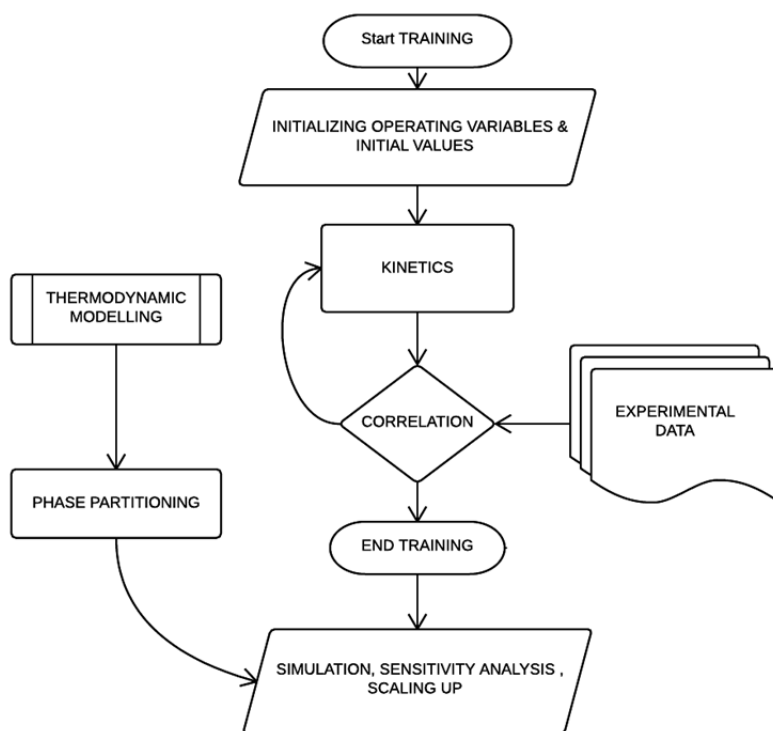 Start TRAINING
INITIALIZING OPERATING VARIABLES &
INITIAL VALUES
KINETICS
THERMODYNAMIC
MODELLING
CORRELATION
EXPERIMENTAL
DATA
PHASE PARTITIONING
END TRAINING
SIMULATION, SENSITIVITY ANALYSIS ,
SCALING UP